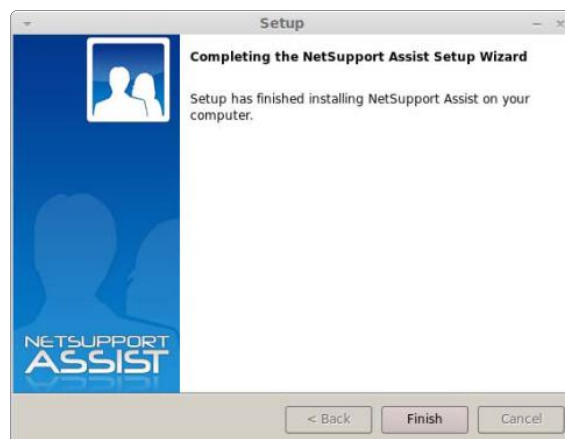 Setup
Completing the NetSupport Assist Setup Wizard
Setup has finished installing NetSupport Assist on your
computer.
NETSUPPORT
ASSIST
< Back
Finish
Cancel